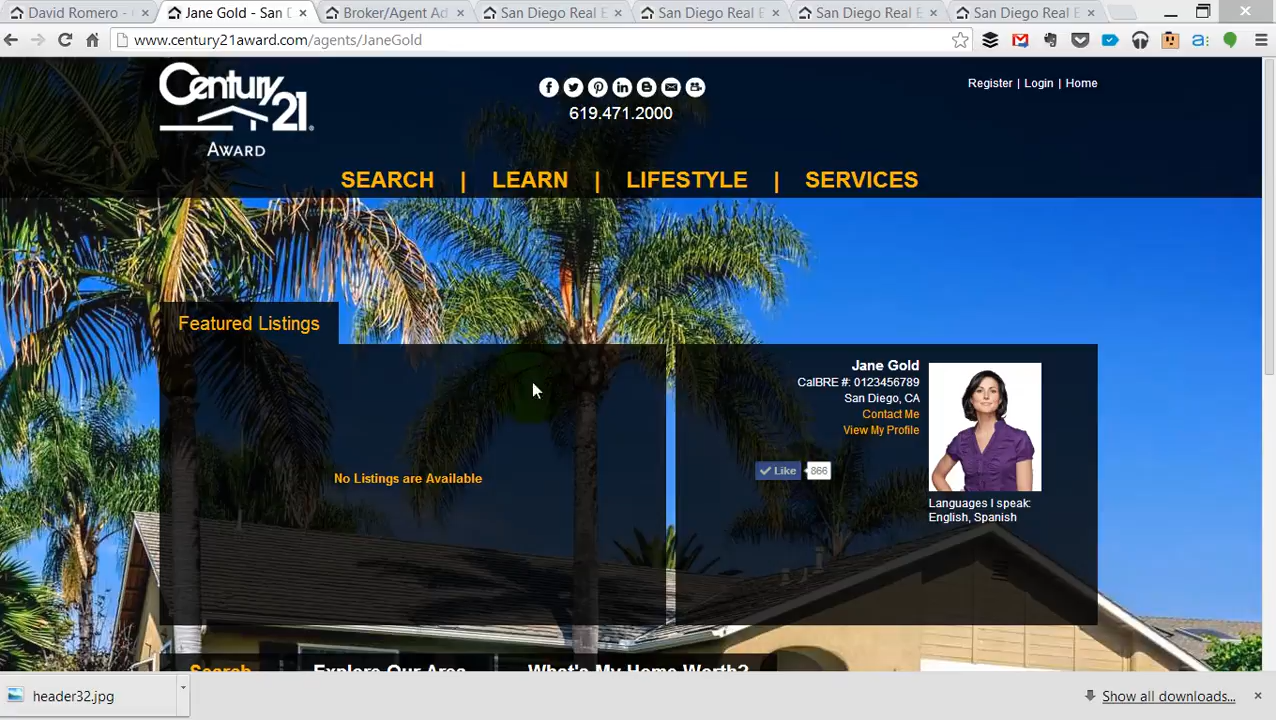 David Romero -
Jane Gold - San D
Broker/Agent Ad
San Diego Real E
San Diego Real E
San Diego Real E
San Diego Real E
www.century21award.com/agents/JaneGold
Century 21
AWARD
619.471.2000
Register | Login | Home
SEARCH | LEARN | LIFESTYLE | SERVICES
Featured Listings
No Listings are Available
Jane Gold
CalBRE #: 0123456789
San Diego, CA
Contact Me
View My Profile
Like 866
Languages I speak:
English, Spanish
Search
Explore Our Area
What's My Home Worth?
header32.jpg
Show all downloads...